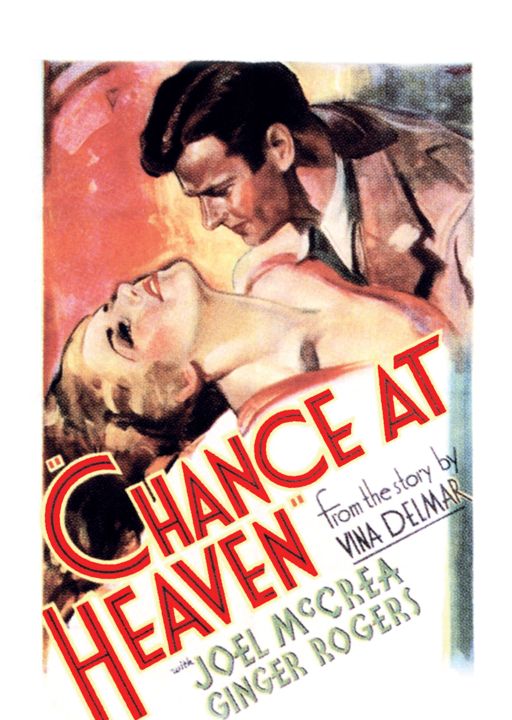 "CHANCE AT
HEAVEN"
from the story by
VINA DELMAR
with JOEL McCREA
GINGER ROGERS